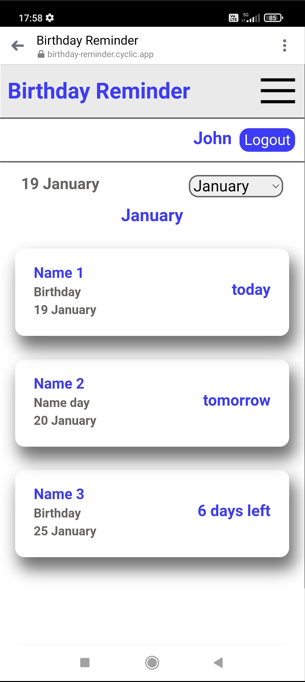 17:58
85
Birthday Reminder
birthday-reminder.cyclic.app
Birthday Reminder
John Logout
19 January January
January
Name 1
Birthday
19 January
today
Name 2
Name day
20 January
tomorrow
Name 3
Birthday
25 January
6 days left